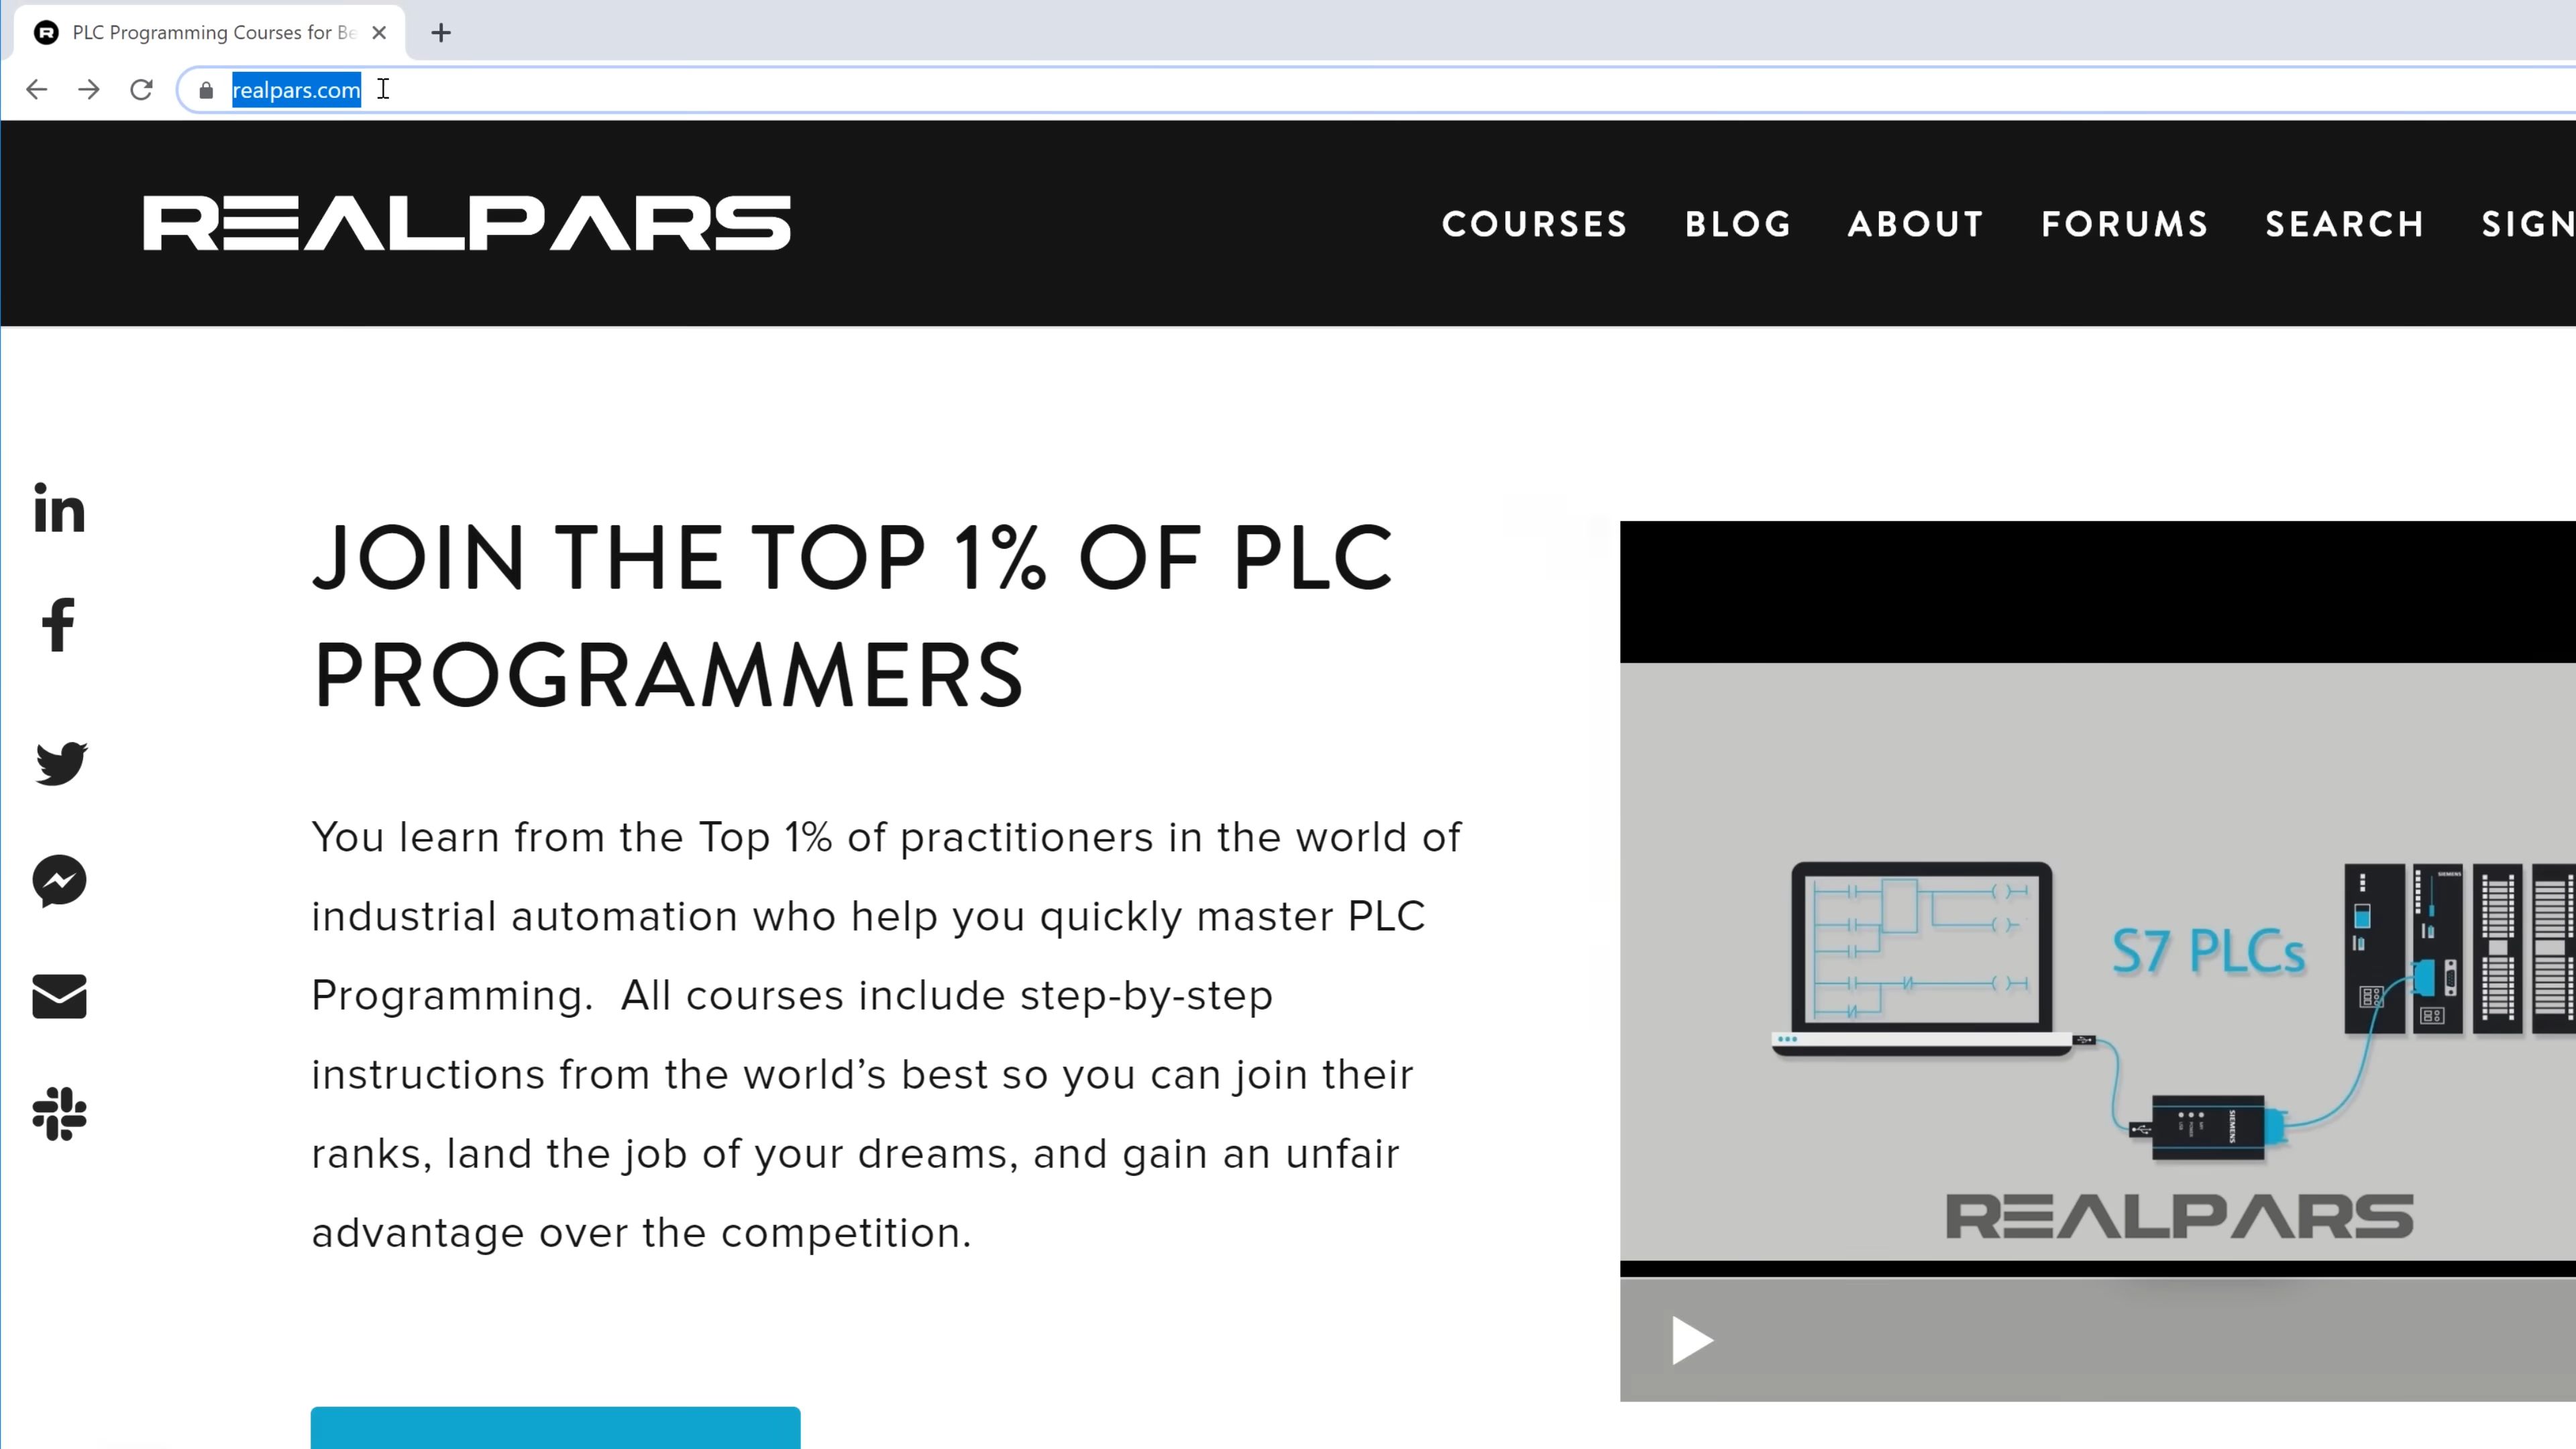 PLC Programming Courses for Be
realpars.com
REALPARS
COURSES BLOG ABOUT FORUMS SEARCH SIGN
in
JOIN THE TOP 1% OF PLC
PROGRAMMERS
You learn from the Top 1% of practitioners in the world of
industrial automation who help you quickly master PLC
Programming.  All courses include step-by-step
instructions from the world’s best so you can join their
ranks, land the job of your dreams, and gain an unfair
advantage over the competition.
SIEMENS
S7 PLCs
SIEMENS
REALPARS